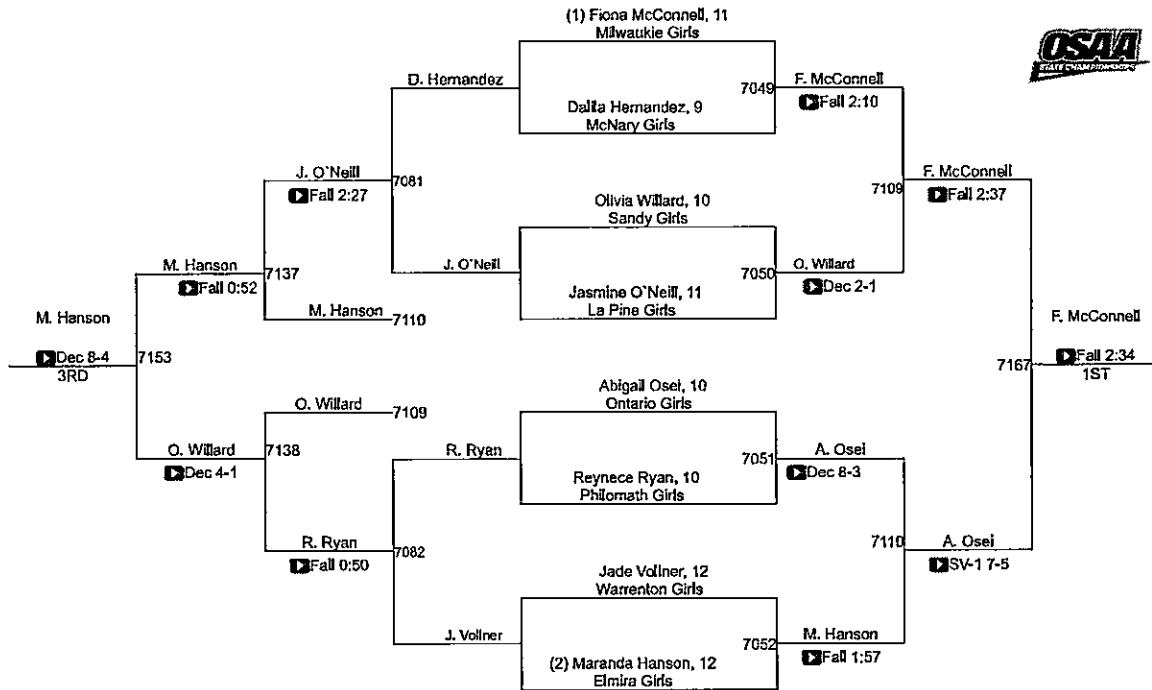 (1) Fiona McConnell, 11
Milwaukie Girls
OSAA
STATE CHAMPIONSHIPS
D. Hernandez
7049
F. McConnell
Fall 2:10
Dalila Hernandez, 9
McNary Girls
J. O`Neill
Fall 2:27
7081
7109
F. McConnell
Fall 2:37
Olivia Willard, 10
Sandy Girls
M. Hanson
Fall 0:52
7137
J. O`Neill
7050
O. Willard
Dec 2-1
Jasmine O`Neill, 11
La Pine Girls
M. Hanson
7110
M. Hanson
Dec 8-4
3RD
7153
7167
F. McConnell
Fall 2:34
1ST
Abigail Osei, 10
Ontario Girls
O. Willard
7109
O. Willard
Dec 4-1
7138
R. Ryan
7051
A. Osei
Dec 8-3
Reynece Ryan, 10
Philomath Girls
R. Ryan
Fall 0:50
7082
7110
A. Osei
SV-1 7-5
Jade Vollner, 12
Warrenton Girls
J. Vollner
7052
M. Hanson
Fall 1:57
(2) Maranda Hanson, 12
Elmira Girls